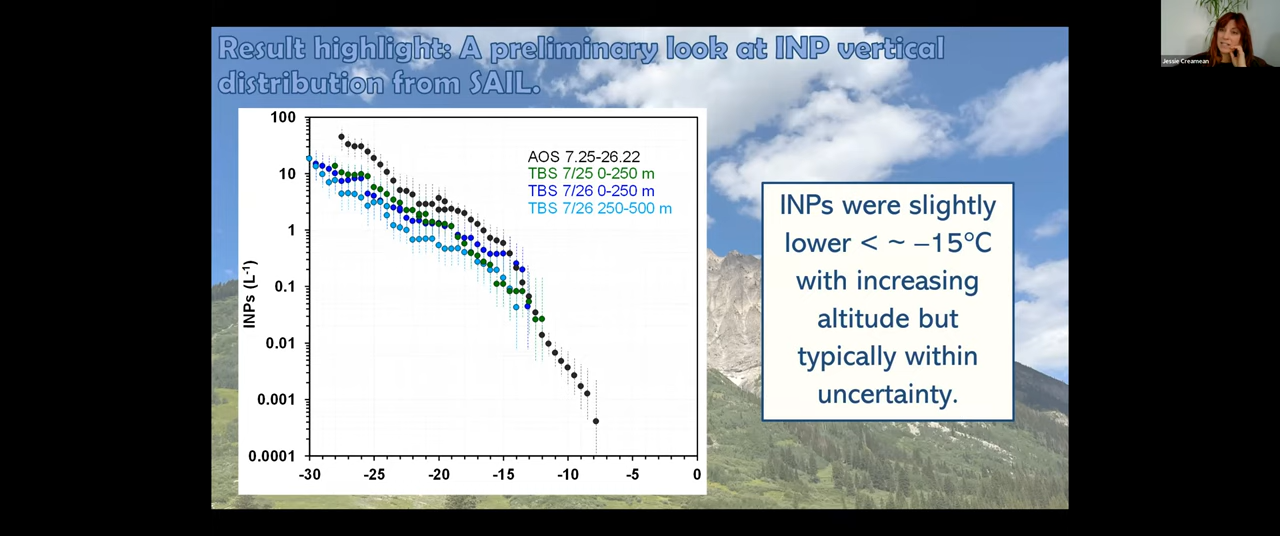 Result highlight: A preliminary look at INP vertical
distribution from SAIL.
Jessie Creamean
100
10
1
0.1
0.01
0.001
0.0001
INPs (L-1)
AOS 7.25-26.22
TBS 7/25 0-250 m
TBS 7/26 0-250 m
TBS 7/26 250-500 m
-30
-25
-20
-15
-10
-5
0
INPs were slightly
lower < ~ −15°C
with increasing
altitude but
typically within
uncertainty.